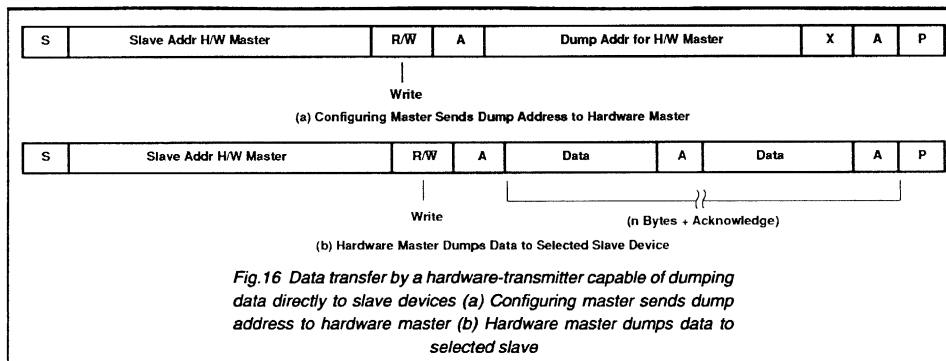 S Slave Addr H/W Master R/W̅ A Dump Addr for H/W Master X A P
Write
(a) Configuring Master Sends Dump Address to Hardware Master
S Slave Addr H/W Master R/W̅ A Data A Data A P
Write
(n Bytes + Acknowledge)
(b) Hardware Master Dumps Data to Selected Slave Device
Fig.16 Data transfer by a hardware-transmitter capable of dumping
data directly to slave devices (a) Configuring master sends dump
address to hardware master (b) Hardware master dumps data to
selected slave